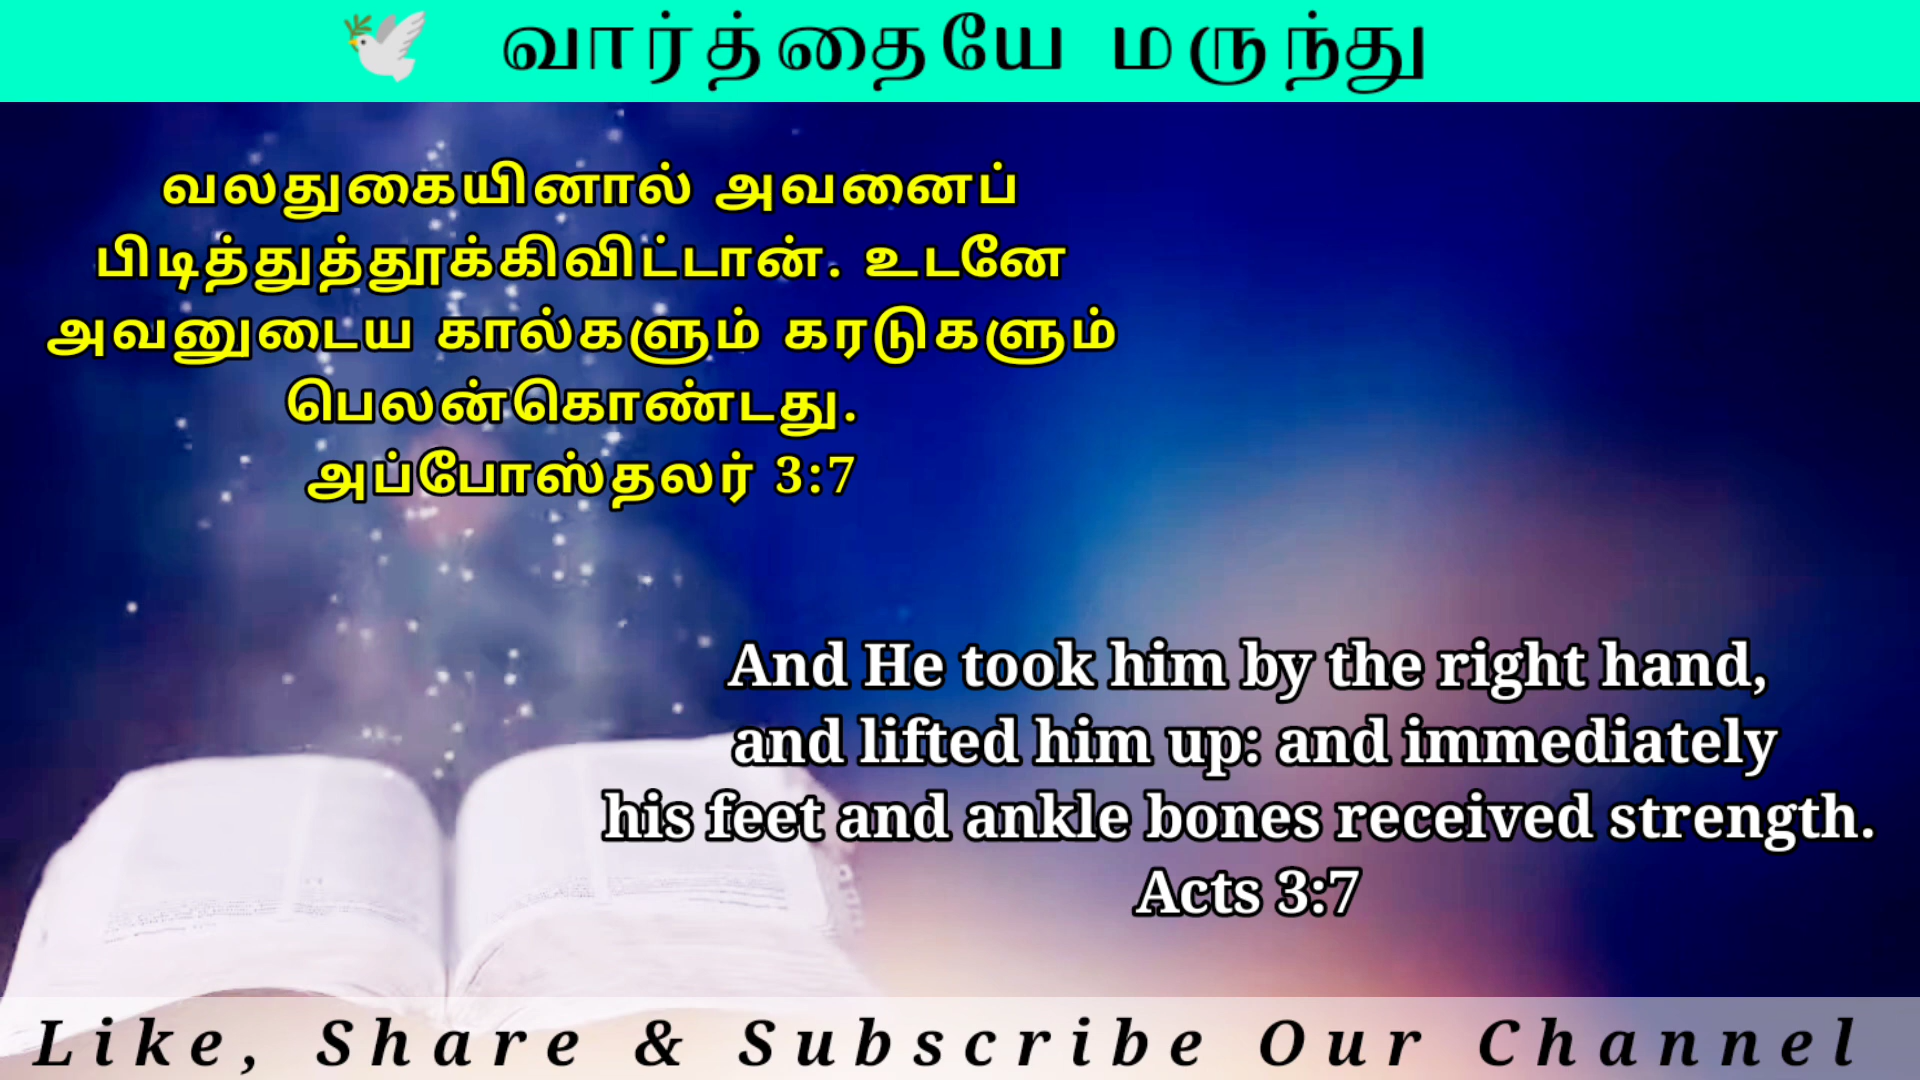 🕊️ வார்த்தையே மருந்து
வலதுகையினால் அவனைப்
பிடித்துத்தூக்கிவிட்டான். உடனே
அவனுடைய கால்களும் கரடுகளும்
பெலன்கொண்டது.
அப்போஸ்தலர் 3:7
And He took him by the right hand,
and lifted him up: and immediately
his feet and ankle bones received strength.
Acts 3:7
Like, Share & Subscribe Our Channel